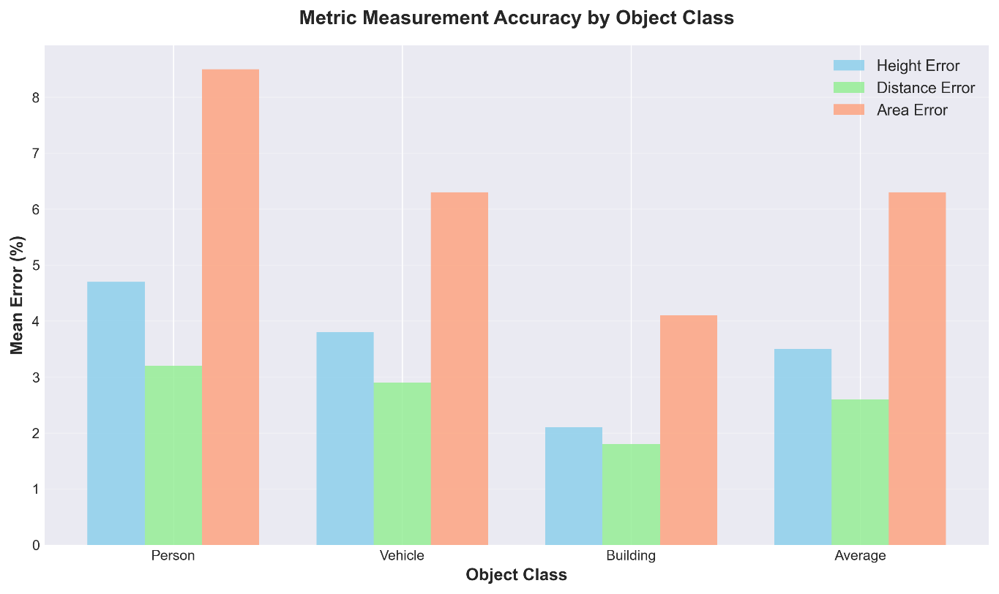 Metric Measurement Accuracy by Object Class
Height Error
Distance Error
Area Error
Mean Error (%)
8
7
6
5
4
3
2
1
0
Person Vehicle Building Average
Object Class